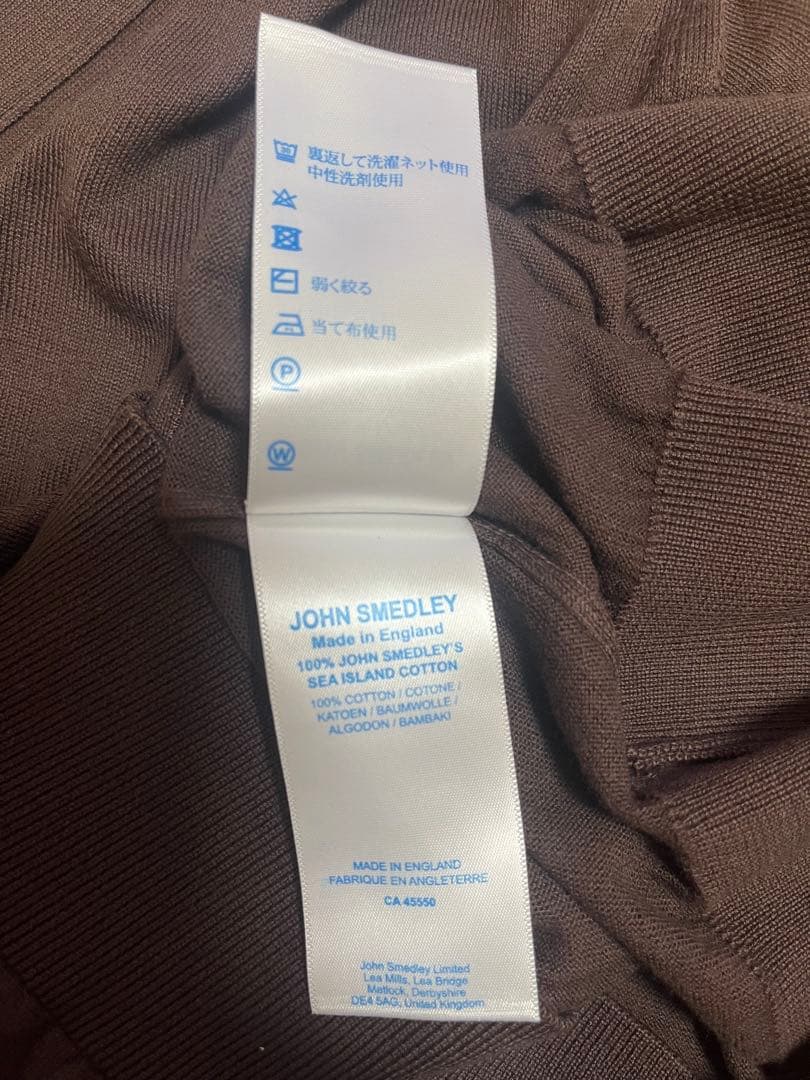 30
裏返して洗濯ネット使用
中性洗剤使用
弱く絞る
当て布使用
P
W
JOHN SMEDLEY
Made in England
100% JOHN SMEDLEY'S
SEA ISLAND COTTON
100% COTTON / COTONE /
KATOEN / BAUMWOLLE /
ALGODON / BAMBAKI
MADE IN ENGLAND
FABRIQUE EN ANGLETERRE
CA 45550
John Smedley Limited
Lea Mills, Lea Bridge
Matlock, Derbyshire
DE4 5AG, United Kingdom